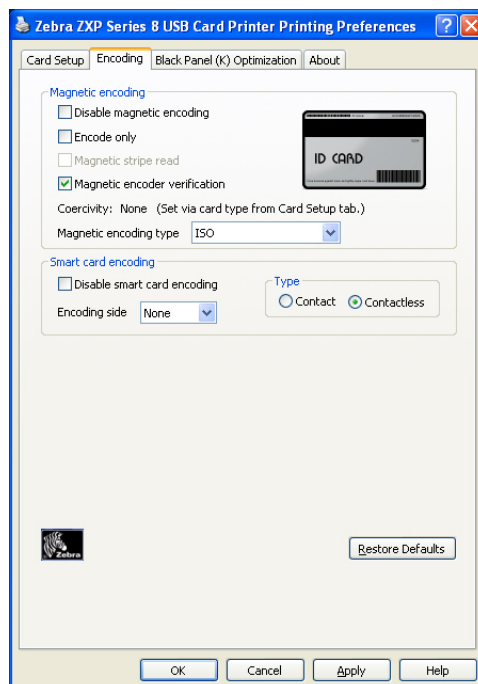 Zebra ZXP Series 8 USB Card Printer Printing Preferences
Card Setup Encoding Black Panel (K) Optimization About
Magnetic encoding
Disable magnetic encoding
Encode only
Magnetic stripe read
Magnetic encoder verification
ID CARD
Coercivity: None (Set via card type from Card Setup tab.)
Magnetic encoding type ISO
Smart card encoding
Disable smart card encoding
Type
Contact Contactless
Encoding side None
Zebra
Restore Defaults
OK Cancel Apply Help